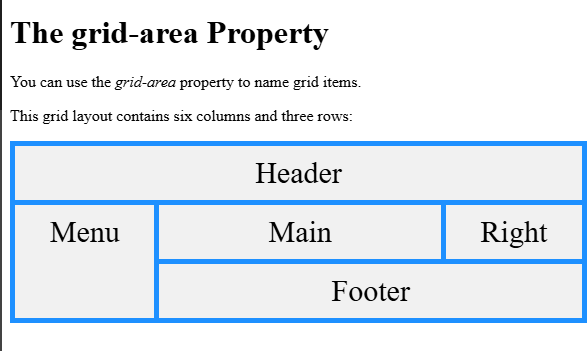 The grid-area Property
You can use the grid-area property to name grid items.
This grid layout contains six columns and three rows:
Header
Menu
Main
Right
Footer